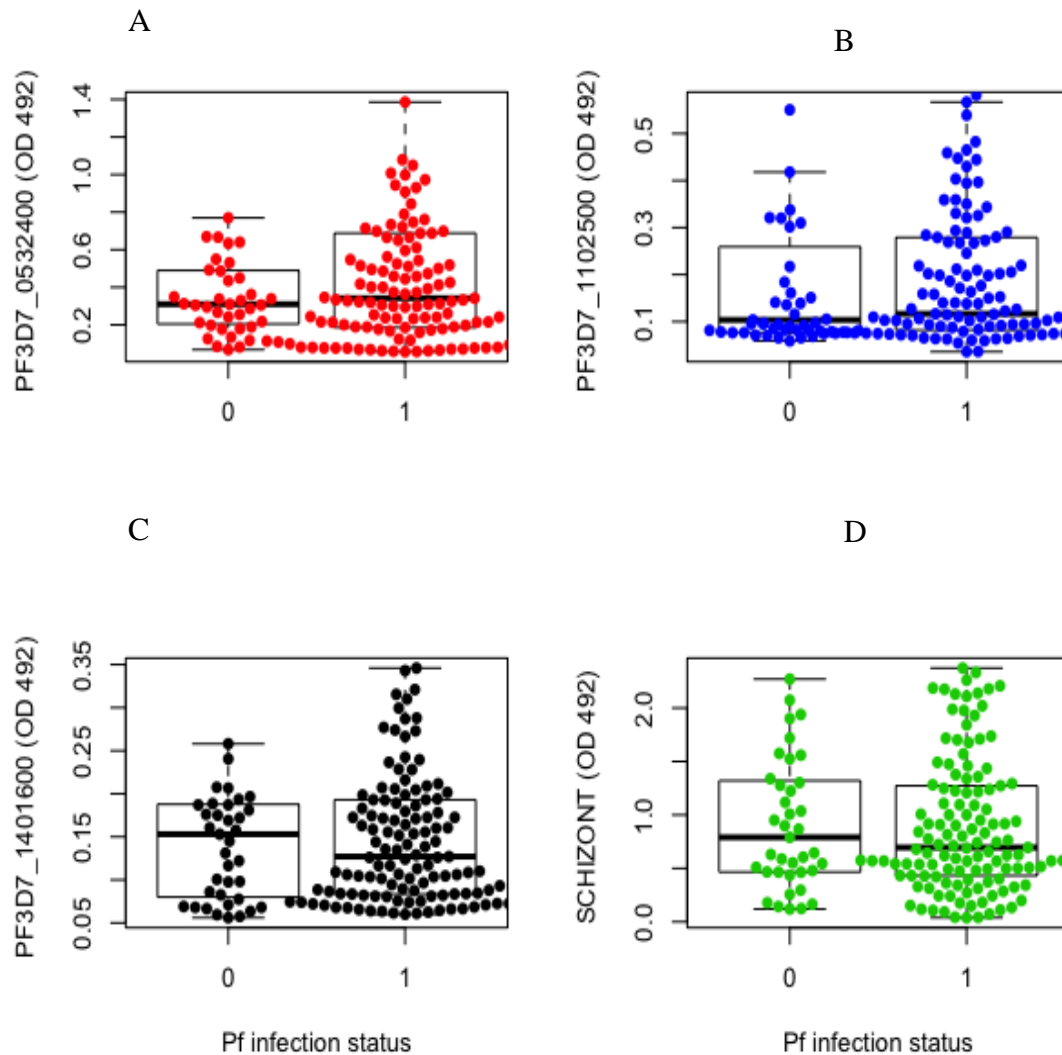 A
B
PF3D7_0532400 (OD 492)
0.2 0.6 1.0 1.4
0 1
PF3D7_1102500 (OD 492)
0.1 0.3 0.5
0 1
C
D
PF3D7_1401600 (OD 492)
0.05 0.15 0.25 0.35
0 1
Pf infection status
SCHIZONT (OD 492)
0.0 1.0 2.0
0 1
Pf infection status